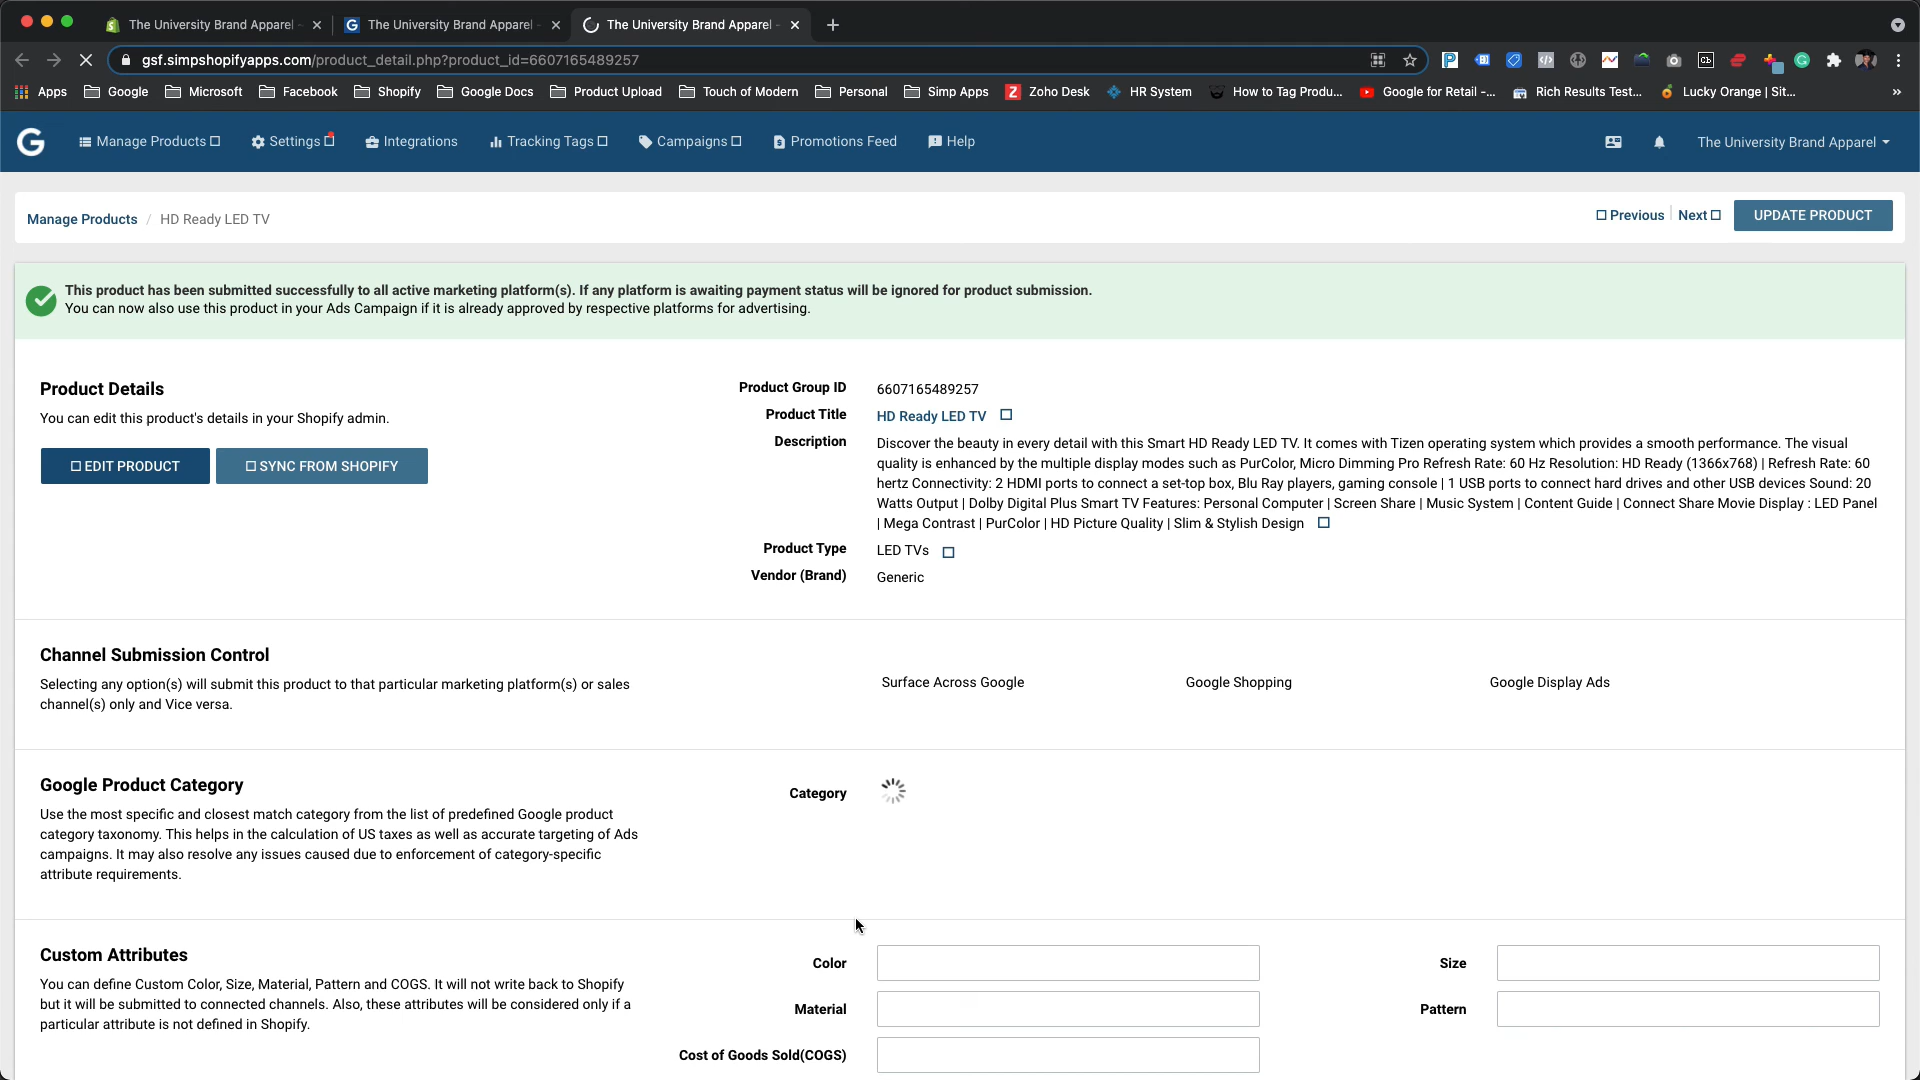 The University Brand Apparel
The University Brand Apparel
The University Brand Apparel
gsf.simpshopifyapps.com/product_detail.php?product_id=6607165489257
Apps Google Microsoft Facebook Shopify Google Docs Product Upload Touch of Modern Personal Simp Apps Zoho Desk HR System How to Tag Produ... Google for Retail -... Rich Results Test... Lucky Orange | Sit... »
G Manage Products Settings Integrations Tracking Tags Campaigns Promotions Feed Help The University Brand Apparel
Manage Products / HD Ready LED TV Previous Next UPDATE PRODUCT
This product has been submitted successfully to all active marketing platform(s). If any platform is awaiting payment status will be ignored for product submission.
You can now also use this product in your Ads Campaign if it is already approved by respective platforms for advertising.
Product Details
You can edit this product's details in your Shopify admin.
EDIT PRODUCT SYNC FROM SHOPIFY
Product Group ID 6607165489257
Product Title HD Ready LED TV
Description Discover the beauty in every detail with this Smart HD Ready LED TV. It comes with Tizen operating system which provides a smooth performance. The visual
quality is enhanced by the multiple display modes such as PurColor, Micro Dimming Pro Refresh Rate: 60 Hz Resolution: HD Ready (1366x768) | Refresh Rate: 60
hertz Connectivity: 2 HDMI ports to connect a set-top box, Blu Ray players, gaming console | 1 USB ports to connect hard drives and other USB devices Sound: 20
Watts Output | Dolby Digital Plus Smart TV Features: Personal Computer | Screen Share | Music System | Content Guide | Connect Share Movie Display : LED Panel
| Mega Contrast | PurColor | HD Picture Quality | Slim & Stylish Design
Product Type LED TVs
Vendor (Brand) Generic
Channel Submission Control
Selecting any option(s) will submit this product to that particular marketing platform(s) or sales
channel(s) only and Vice versa.
Surface Across Google Google Shopping Google Display Ads
Google Product Category
Use the most specific and closest match category from the list of predefined Google product
category taxonomy. This helps in the calculation of US taxes as well as accurate targeting of Ads
campaigns. It may also resolve any issues caused due to enforcement of category-specific
attribute requirements.
Category
Custom Attributes
You can define Custom Color, Size, Material, Pattern and COGS. It will not write back to Shopify
but it will be submitted to connected channels. Also, these attributes will be considered only if a
particular attribute is not defined in Shopify.
Color Size
Material Pattern
Cost of Goods Sold(COGS)